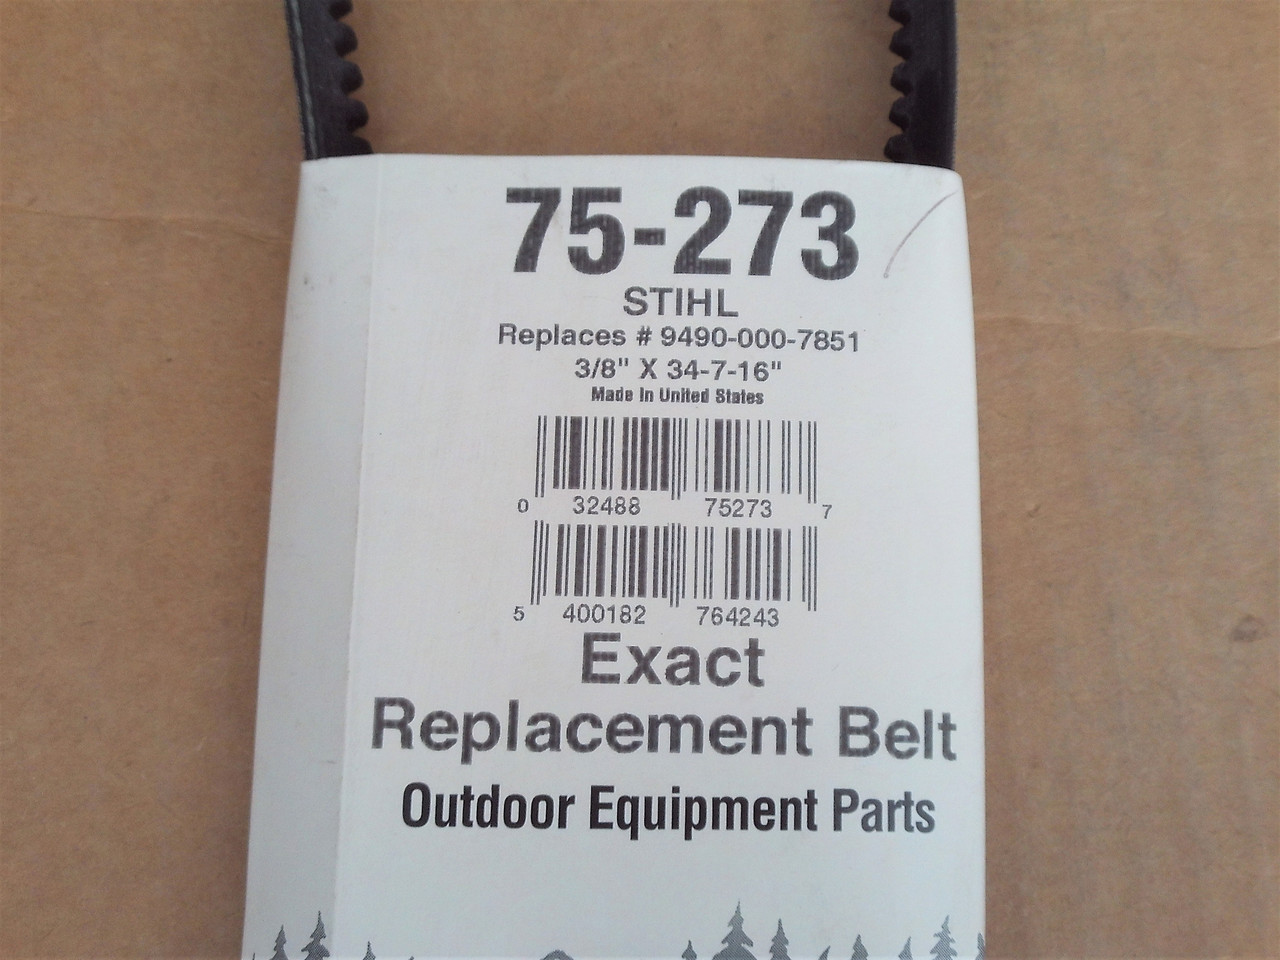 75-273
STIHL
Replaces # 9490-000-7851
3/8" X 34-7-16"
Made In United States
0 32488 75273 7
5 400182 764243
Exact
Replacement Belt
Outdoor Equipment Parts